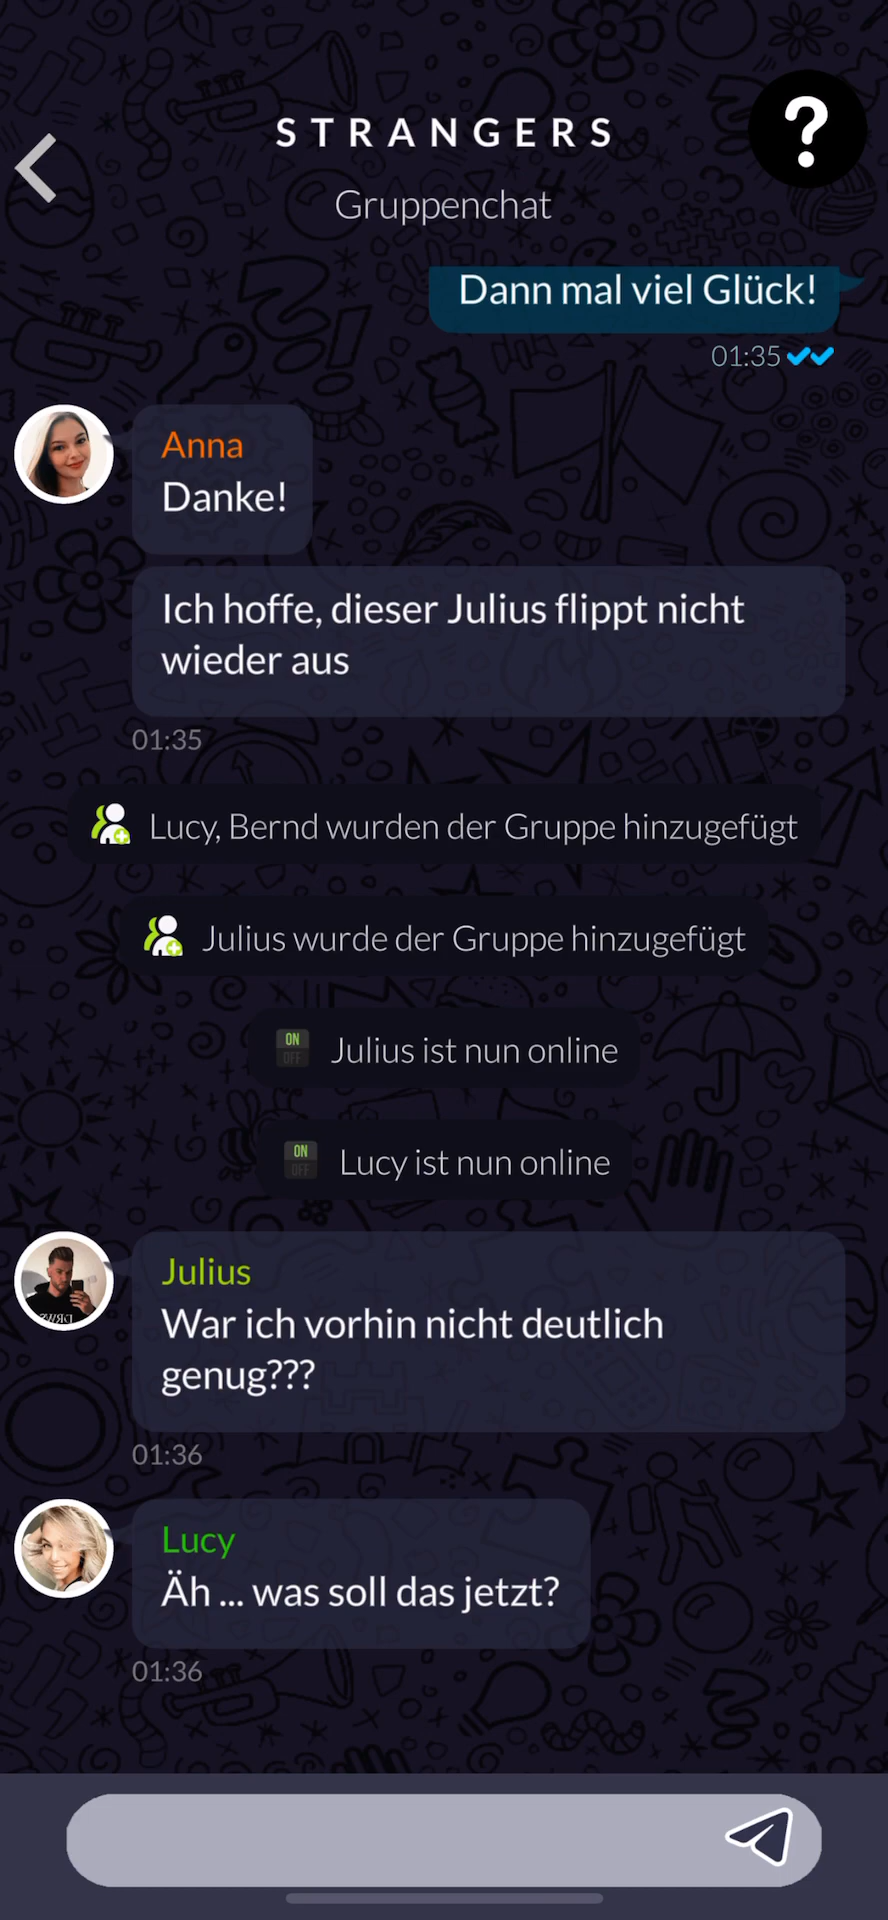 STRANGERS
Gruppenchat
Dann mal viel Glück!
01:35
Anna
Danke!
Ich hoffe, dieser Julius flippt nicht
wieder aus
01:35
Lucy, Bernd wurden der Gruppe hinzugefügt
Julius wurde der Gruppe hinzugefügt
ON
OFF
Julius ist nun online
ON
OFF
Lucy ist nun online
Julius
War ich vorhin nicht deutlich
genug???
01:36
Lucy
Äh ... was soll das jetzt?
01:36